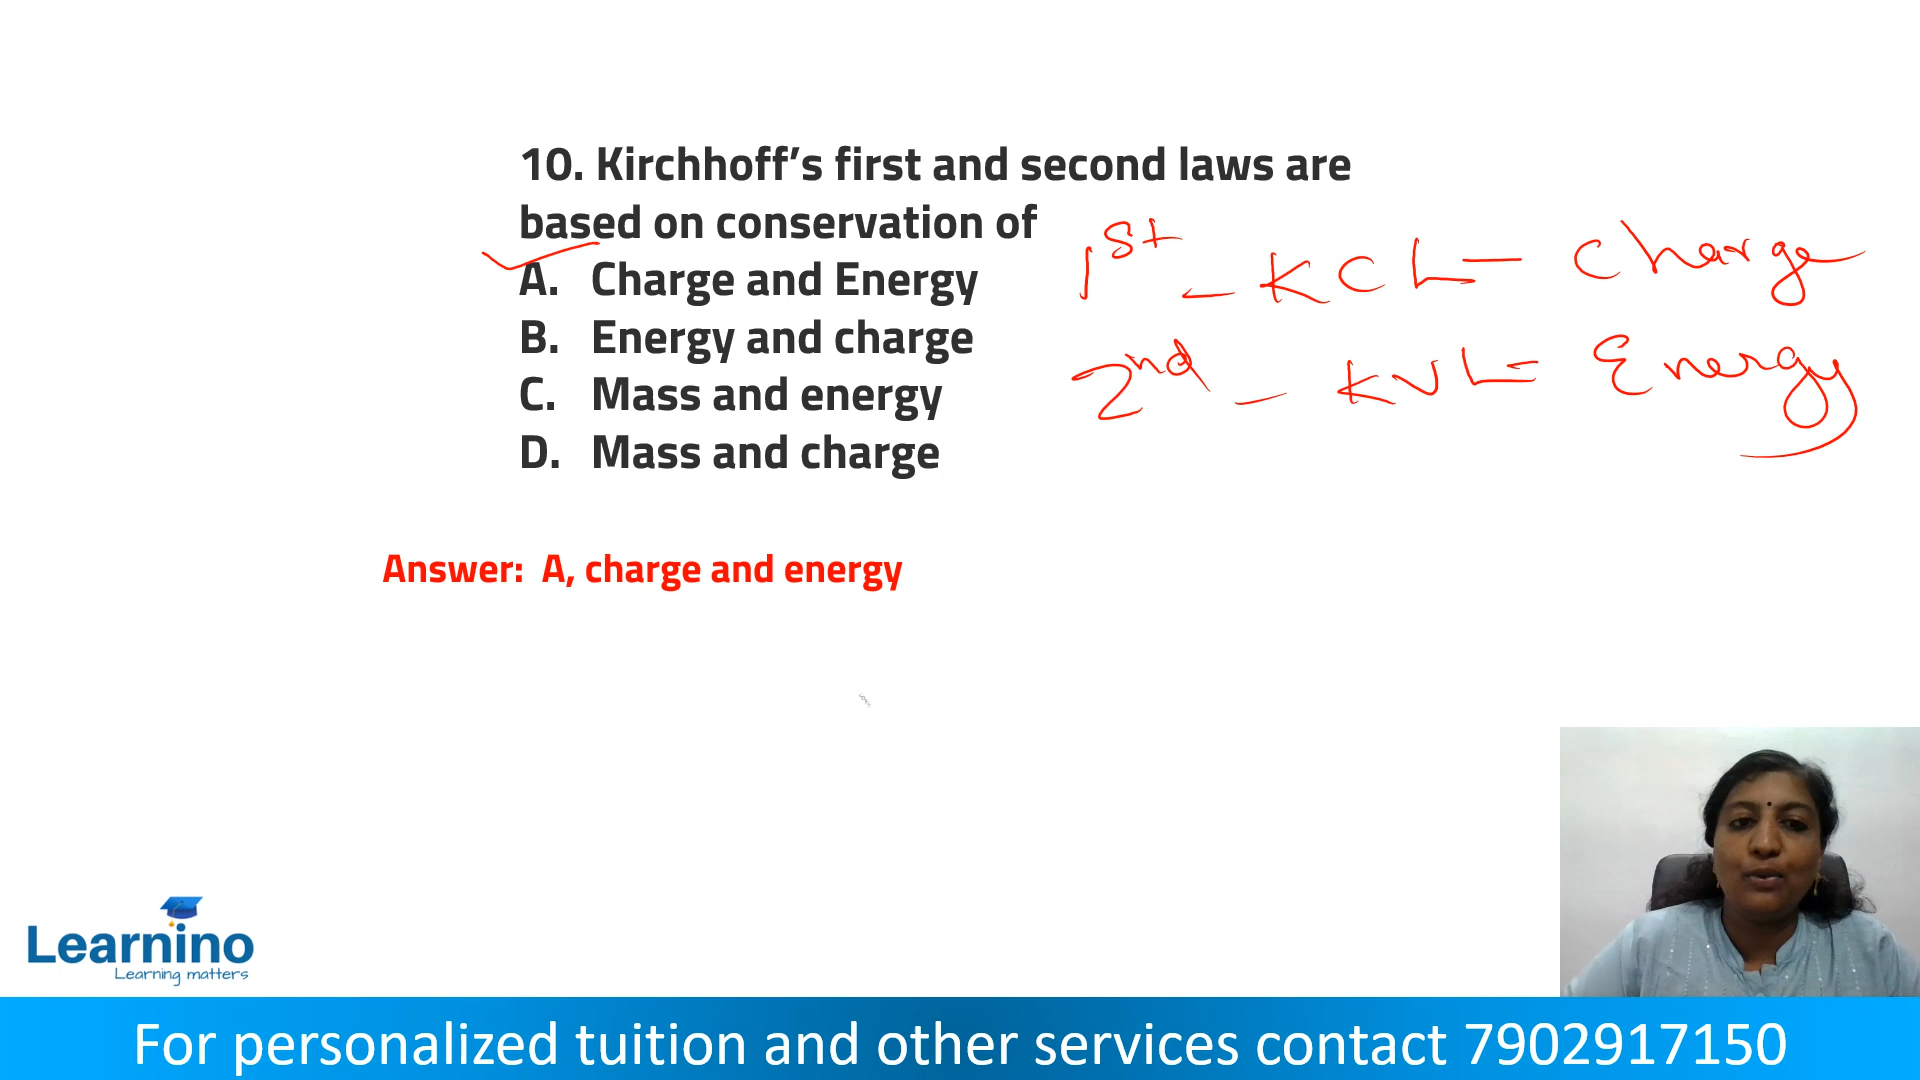 10. Kirchhoff’s first and second laws are
based on conservation of
A. Charge and Energy
B. Energy and charge
C. Mass and energy
D. Mass and charge
1st - KCL - Charge
2nd - KVL - Energy
Answer: A, charge and energy
Learnino
Learning matters
For personalized tuition and other services contact 7902917150